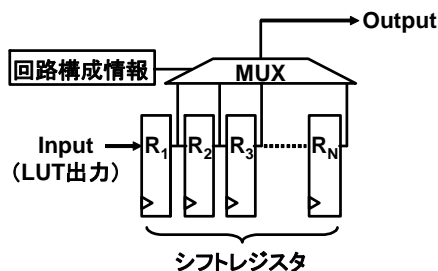 Output
回路構成情報
MUX
Input
(LUT出力)
R1 R2 R3 RN
シフトレジスタ